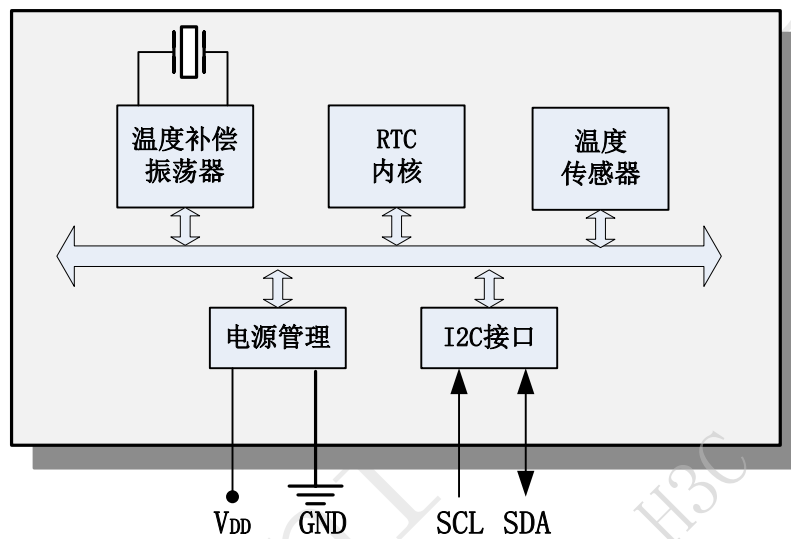 温度补偿
振荡器
RTC
内核
温度
传感器
电源管理
I2C接口
VDD
GND
SCL
SDA
H3C